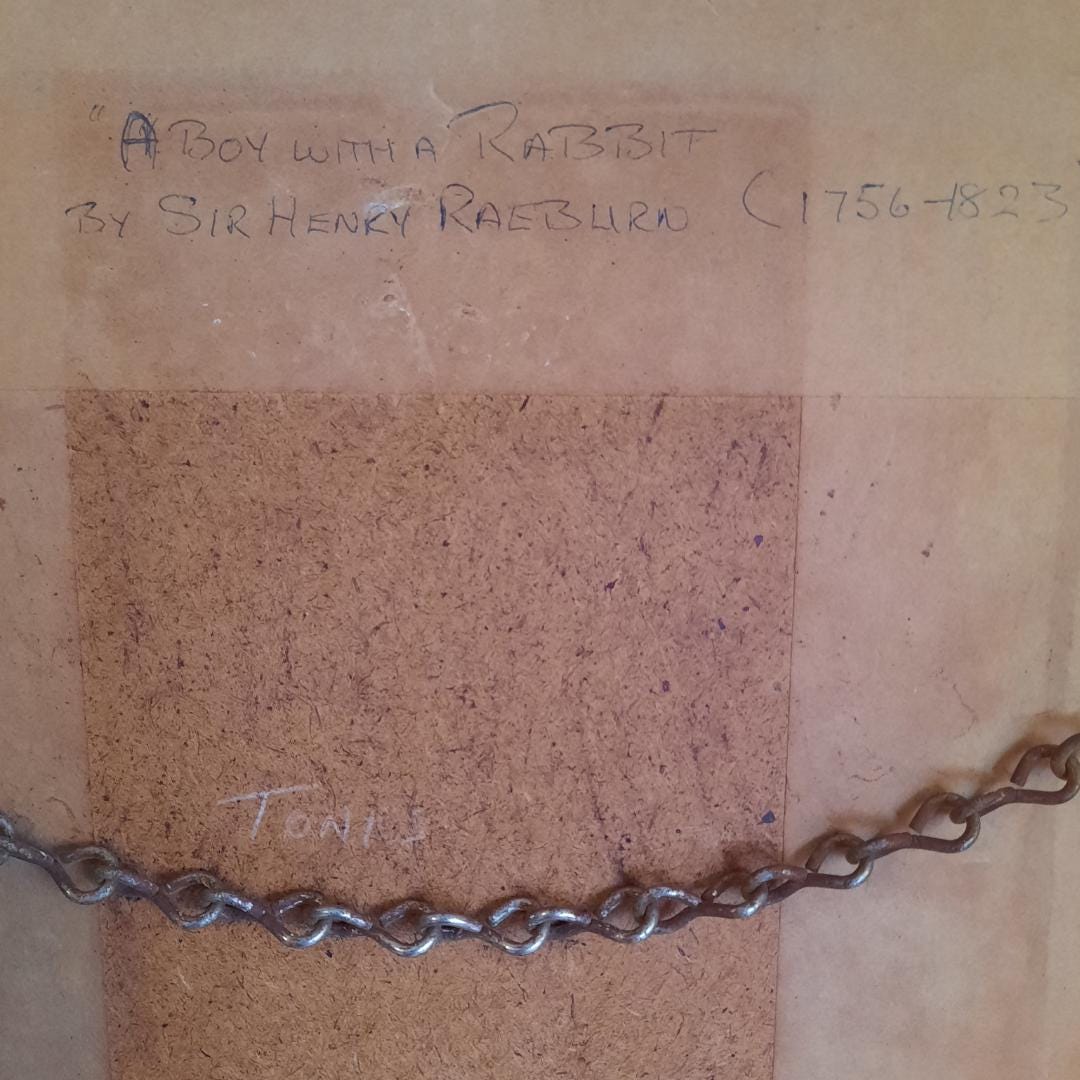 "A BOY WITH A RABBIT
BY SIR HENRY RAEBURN (1756-1823